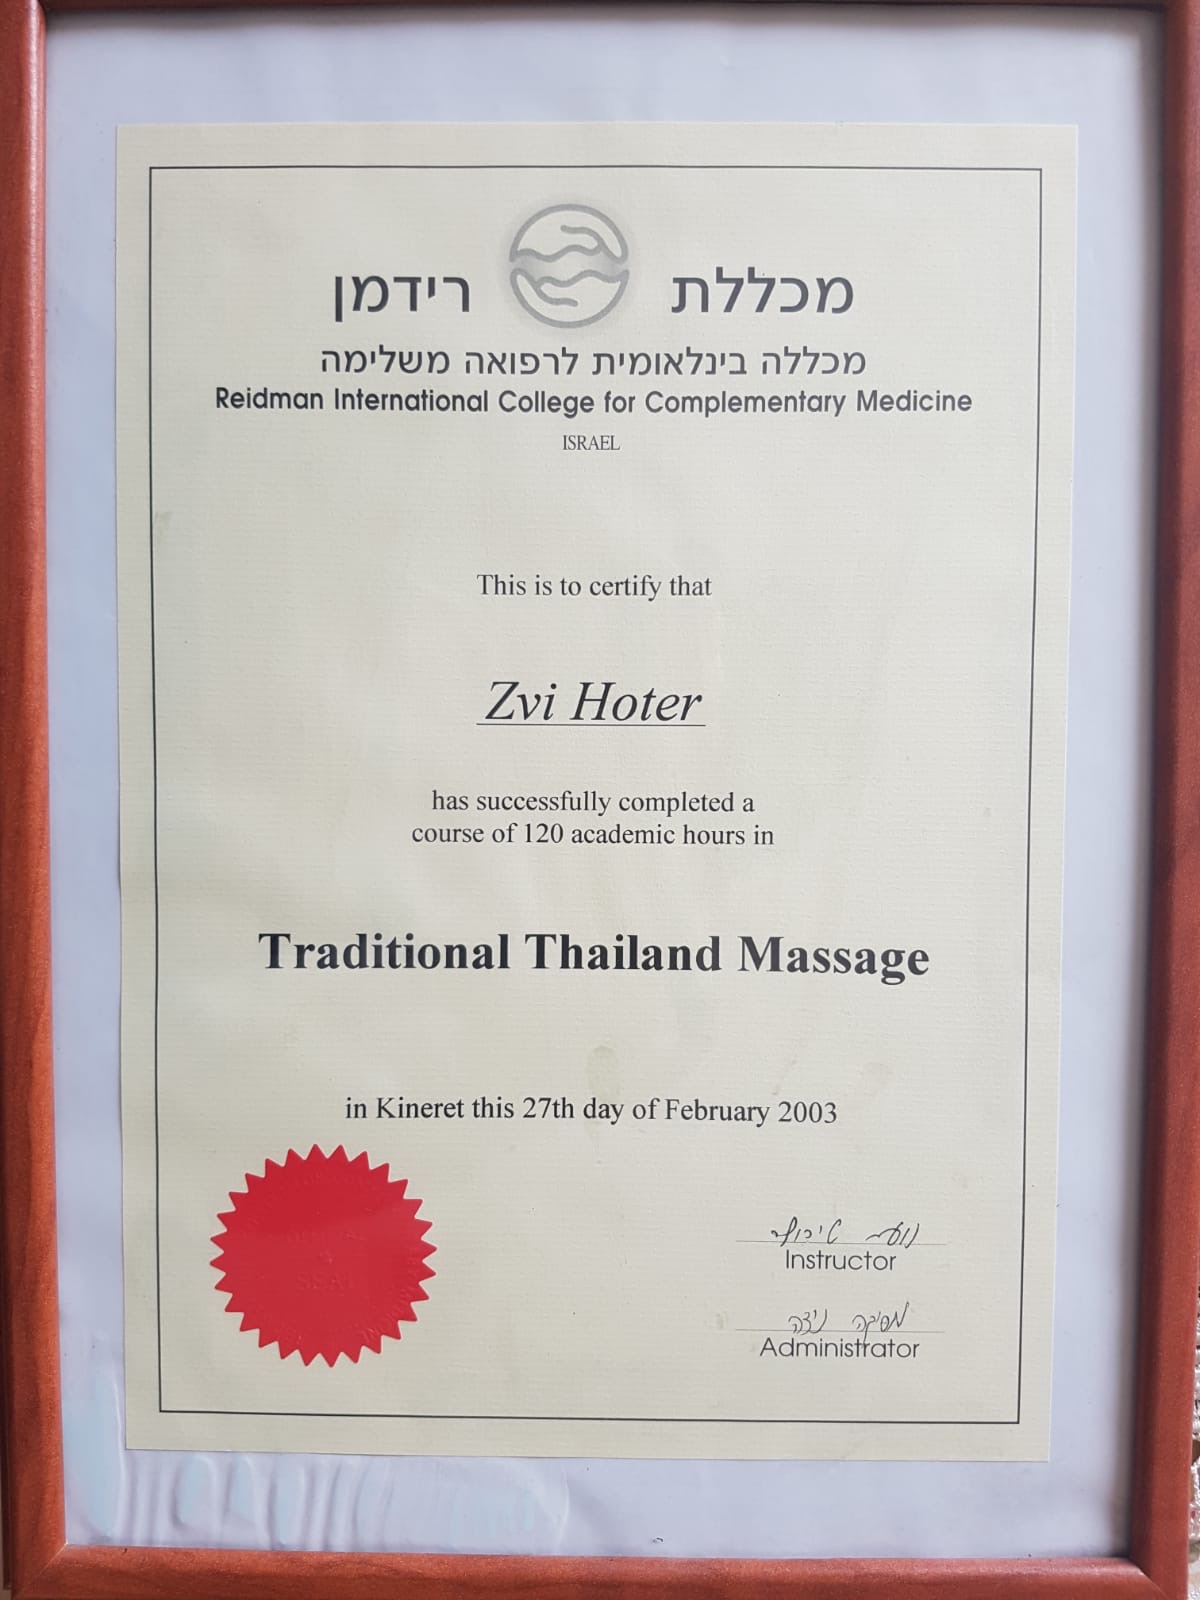 מכללת רידמן
מכללה בינלאומית לרפואה משלימה
Reidman International College for Complementary Medicine
ISRAEL
This is to certify that
Zvi Hoter
has successfully completed a
course of 120 academic hours in
Traditional Thailand Massage
in Kineret this 27th day of February 2003
Instructor
Administrator